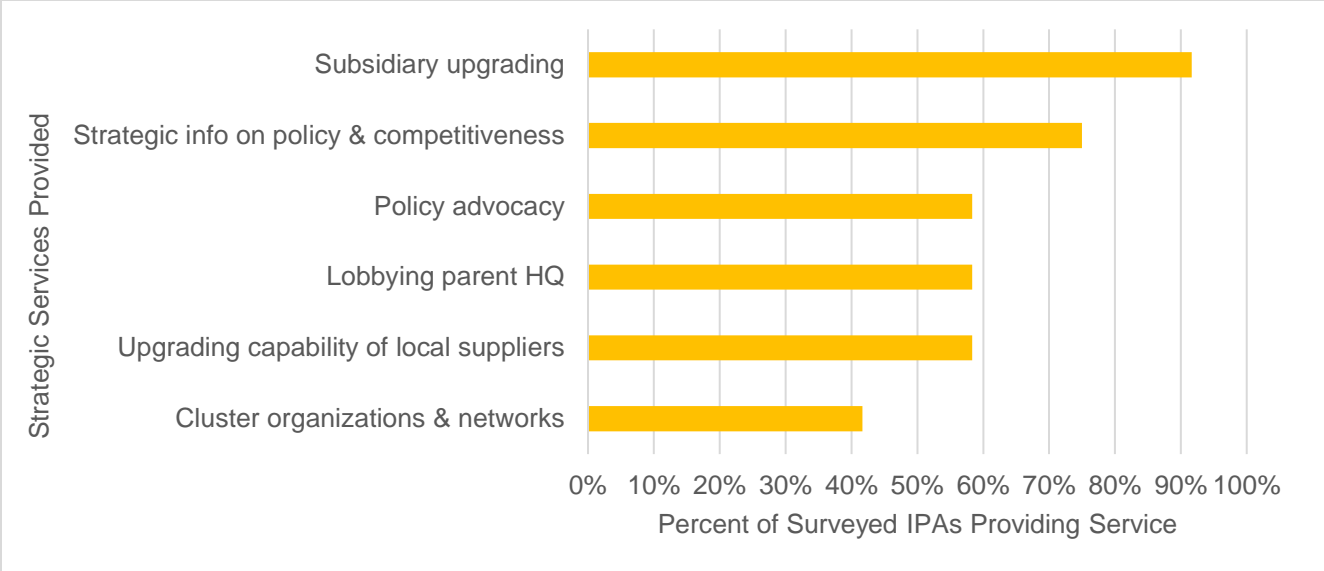 Strategic Services Provided
Subsidiary upgrading
Strategic info on policy & competitiveness
Policy advocacy
Lobbying parent HQ
Upgrading capability of local suppliers
Cluster organizations & networks
0% 10% 20% 30% 40% 50% 60% 70% 80% 90% 100%
Percent of Surveyed IPAs Providing Service